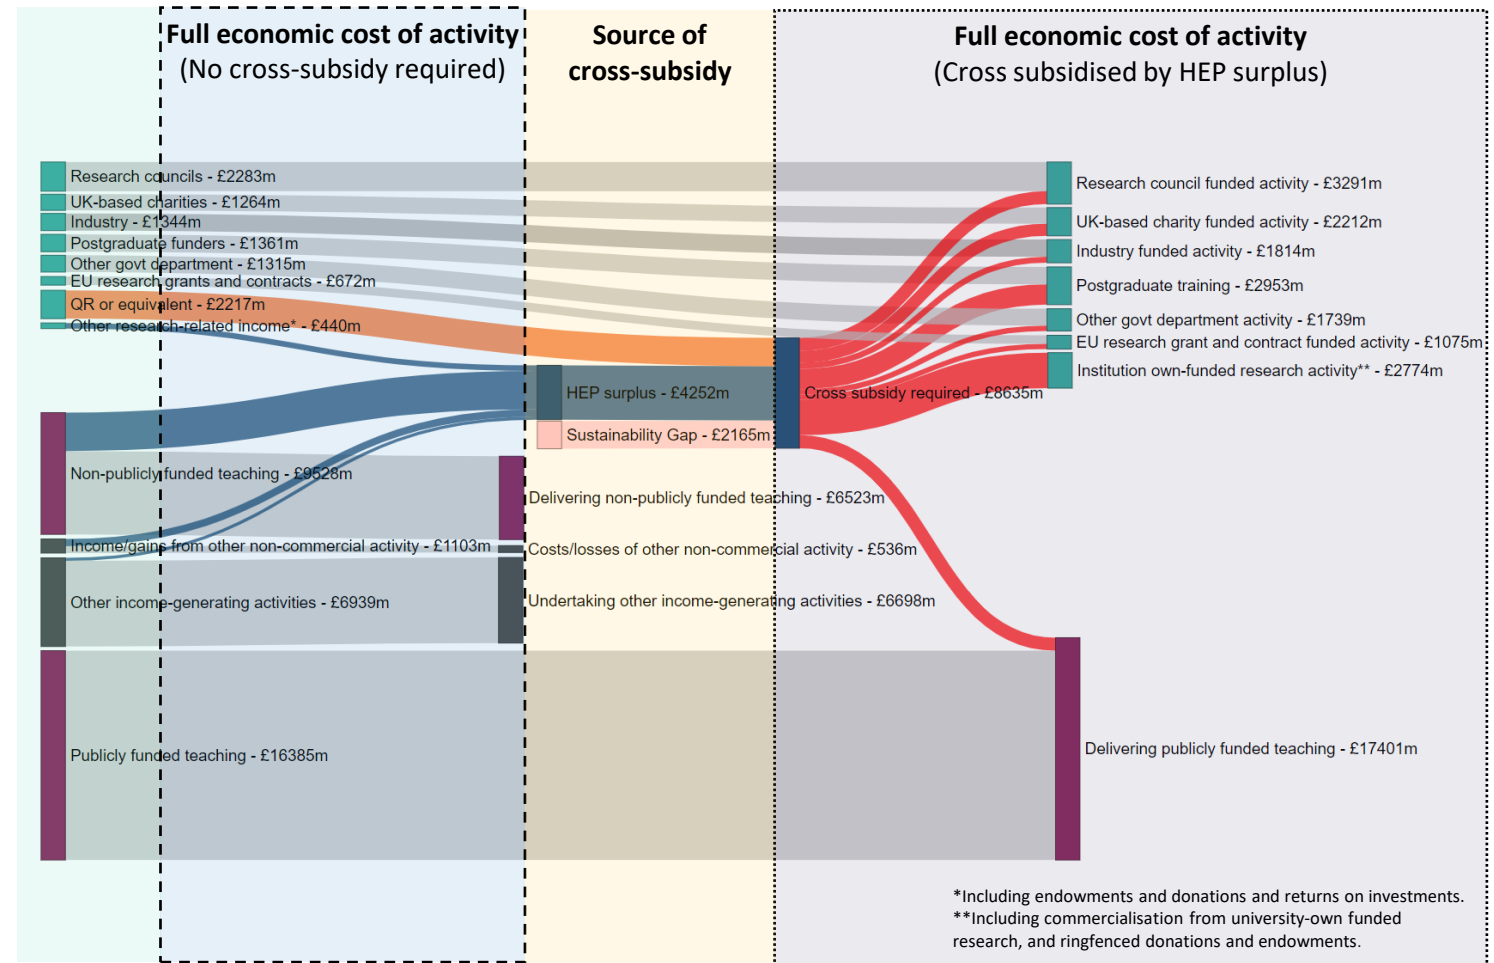 Full economic cost of activity
(No cross-subsidy required)
Source of
cross-subsidy
Full economic cost of activity
(Cross subsidised by HEP surplus)
Research councils - £2283m
UK-based charities - £1264m
Industry - £1344m
Postgraduate funders - £1361m
Other govt department - £1315m
EU research grants and contracts - £672m
QR or equivalent - £2217m
Other research-related income* - £440m
Non-publicly funded teaching - £9528m
Income/gains from other non-commercial activity - £1103m
Other income-generating activities - £6939m
Publicly funded teaching - £16385m
HEP surplus - £4252m
Sustainability Gap - £2165m
Delivering non-publicly funded teaching - £6523m
Costs/losses of other non-commercial activity - £536m
Undertaking other income-generating activities - £6698m
Cross subsidy required - £8635m
Research council funded activity - £3291m
UK-based charity funded activity - £2212m
Industry funded activity - £1814m
Postgraduate training - £2953m
Other govt department activity - £1739m
EU research grant and contract funded activity - £1075m
Institution own-funded research activity** - £2774m
Delivering publicly funded teaching - £17401m
*Including endowments and donations and returns on investments.
**Including commercialisation from university-own funded
research, and ringfenced donations and endowments.